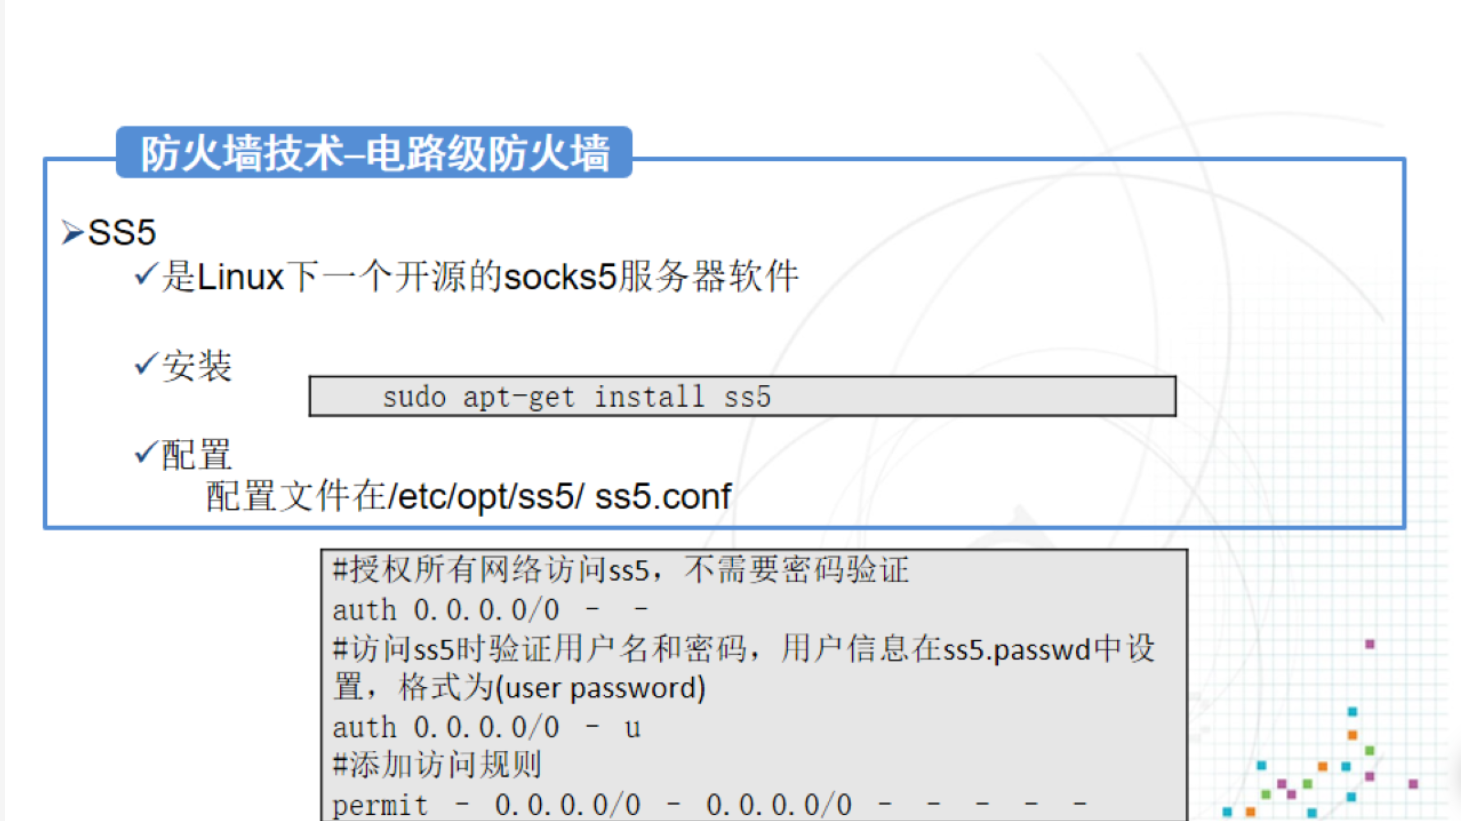 防火墙技术–电路级防火墙
➢SS5
✓是Linux下一个开源的socks5服务器软件
✓安装
sudo apt-get install ss5
✓配置
配置文件在/etc/opt/ss5/ ss5.conf
#授权所有网络访问ss5，不需要密码验证
auth 0.0.0.0/0 - -
#访问ss5时验证用户名和密码，用户信息在ss5.passwd中设
置，格式为(user password)
auth 0.0.0.0/0 - u
#添加访问规则
permit - 0.0.0.0/0 - 0.0.0.0/0 - - - - -